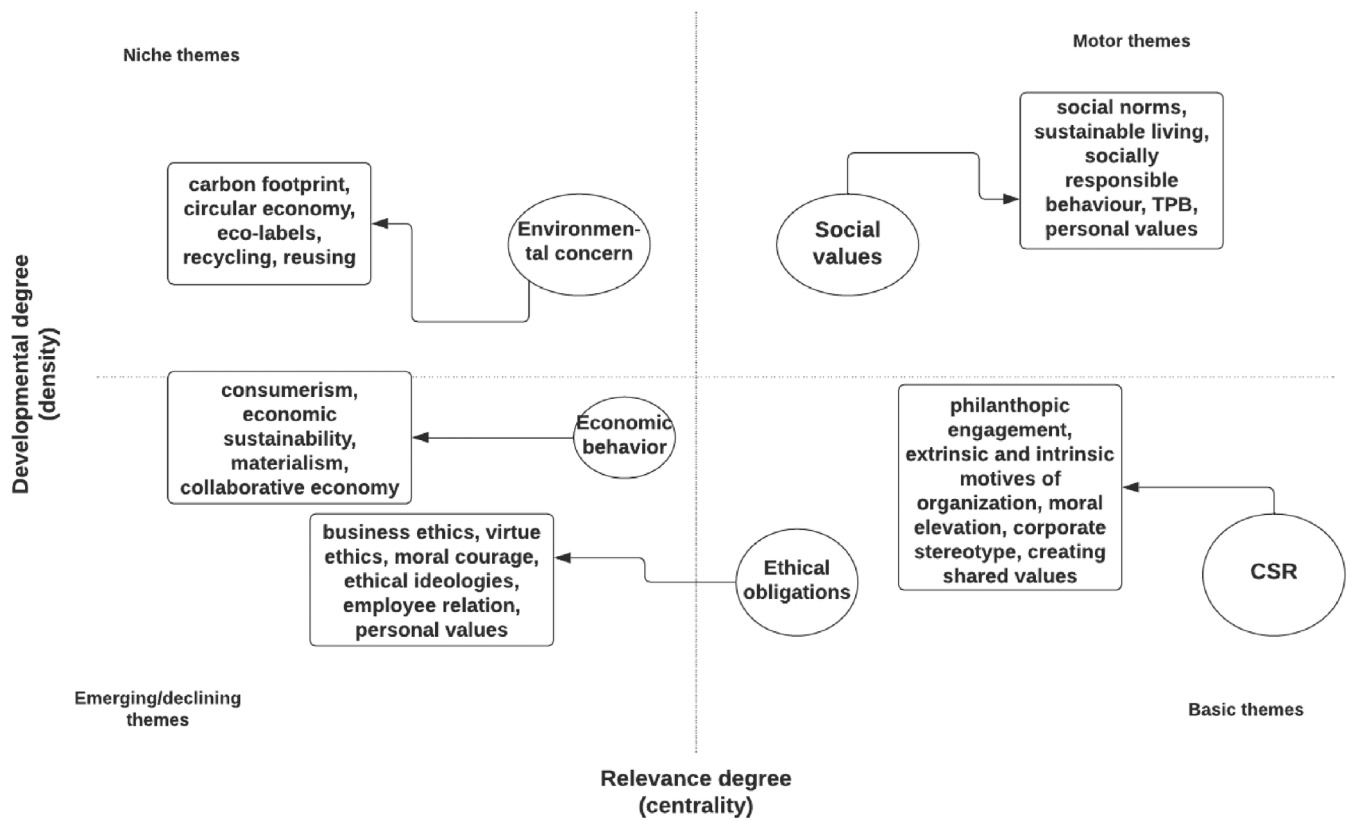 Niche themes
Motor themes
social norms,
sustainable living,
socially
responsible
behaviour, TPB,
personal values
carbon footprint,
circular economy,
eco-labels,
recycling, reusing
Environmen-
tal concern
Social
values
Developmental degree
(density)
consumerism,
economic
sustainability,
materialism,
collaborative economy
Economic
behavior
philanthopic
engagement,
extrinsic and intrinsic
motives of
organization, moral
elevation, corporate
stereotype, creating
shared values
CSR
business ethics, virtue
ethics, moral courage,
ethical ideologies,
employee relation,
personal values
Ethical
obligations
Emerging/declining
themes
Basic themes
Relevance degree
(centrality)